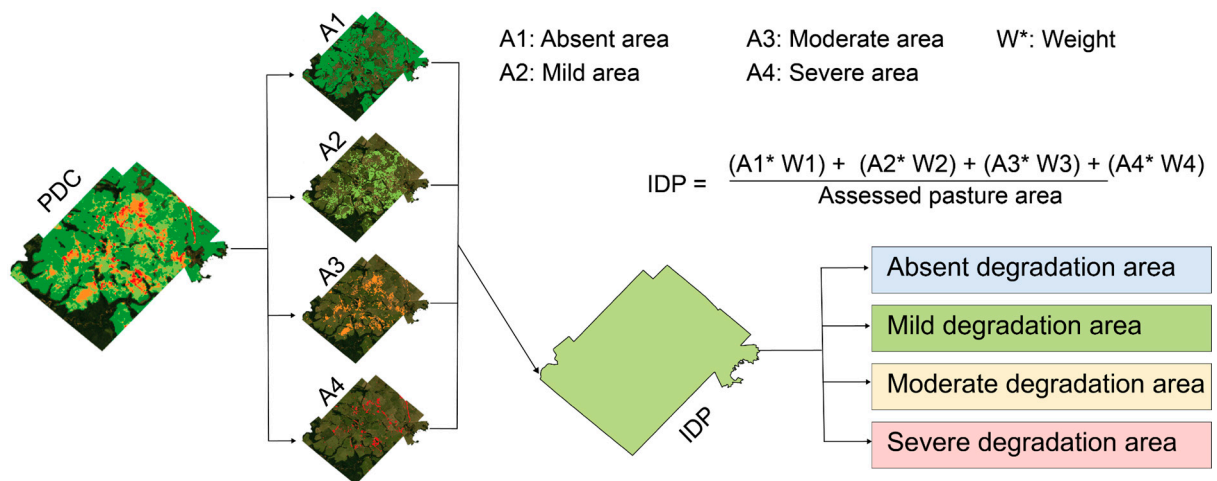 A1: Absent area A3: Moderate area W*: Weight
A2: Mild area A4: Severe area
PDC
A1
A2
A3
A4
IDP = (A1* W1) + (A2* W2) + (A3* W3) + (A4* W4)
Assessed pasture area
IDP
Absent degradation area
Mild degradation area
Moderate degradation area
Severe degradation area